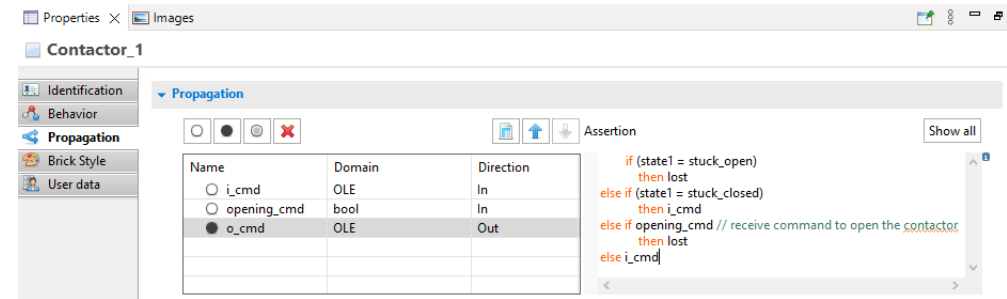 Properties Images
Contactor_1
Identification
Behavior
Propagation
Brick Style
User data
Propagation
Assertion
Show all
Name Domain Direction
i_cmd OLE In
opening_cmd bool In
o_cmd OLE Out
if (state1 = stuck_open)
then lost
else if (state1 = stuck_closed)
then i_cmd
else if opening_cmd // receive command to open the contactor
then lost
else i_cmd